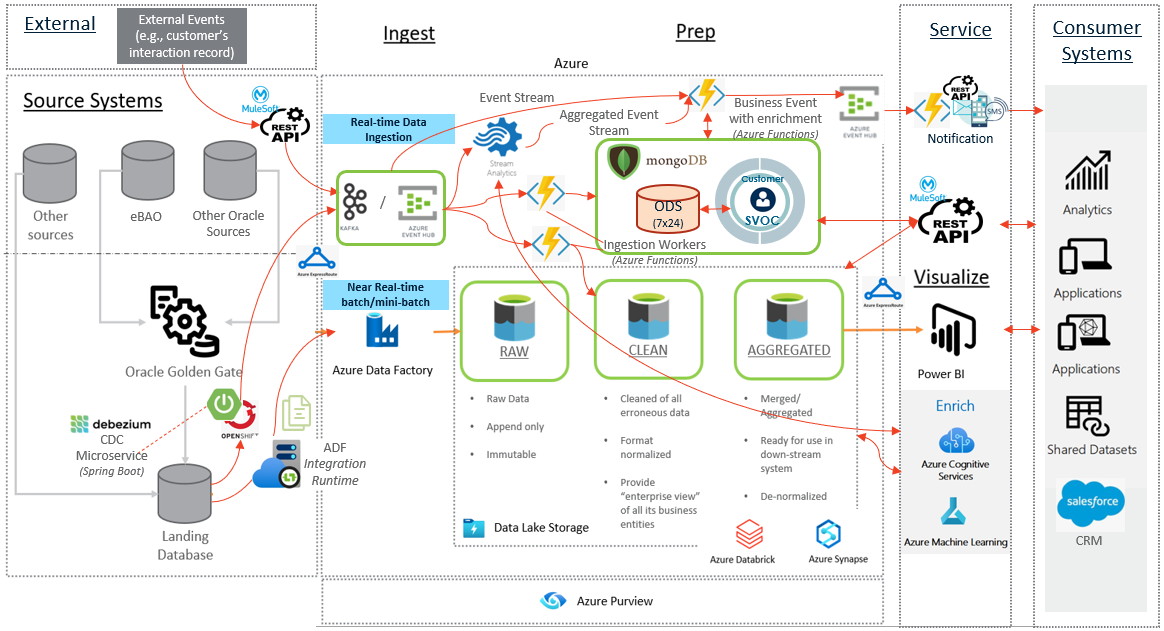 External
External Events
(e.g., customer's
interaction record)
Ingest
Prep
Service
Consumer
Systems
Azure
Source Systems
MuleSoft
REST
API
Real-time Data
Ingestion
Event Stream
Aggregated Event
Stream
Business Event
with enrichment
(Azure Functions)
AZURE
EVENT HUB
REST
API
SMS
Notification
Stream
Analytics
mongoDB
ODS
(7x24)
Customer
SVOC
KAFKA
/
AZURE
EVENT HUB
Ingestion Workers
(Azure Functions)
MuleSoft
REST
API
Analytics
Other
sources
eBAO
Other Oracle
Sources
Azure ExpressRoute
Near Real-time
batch/mini-batch
Azure Data Factory
RAW
CLEAN
AGGREGATED
Azure ExpressRoute
Visualize
Power BI
Applications
Applications
Oracle Golden Gate
debezium
CDC
Microservice
(Spring Boot)
OPENSHIFT
ADF
Integration
Runtime
Landing
Database
• Raw Data
• Append only
• Immutable
• Cleaned of all
erroneous data
• Format
normalized
• Provide
"enterprise view"
of all its business
entities
• Merged/
Aggregated
• Ready for use in
down-stream
system
• De-normalized
Data Lake Storage
Azure Databrick
Azure Synapse
Enrich
Azure Cognitive
Services
Azure Machine Learning
Shared Datasets
salesforce
CRM
Azure Purview